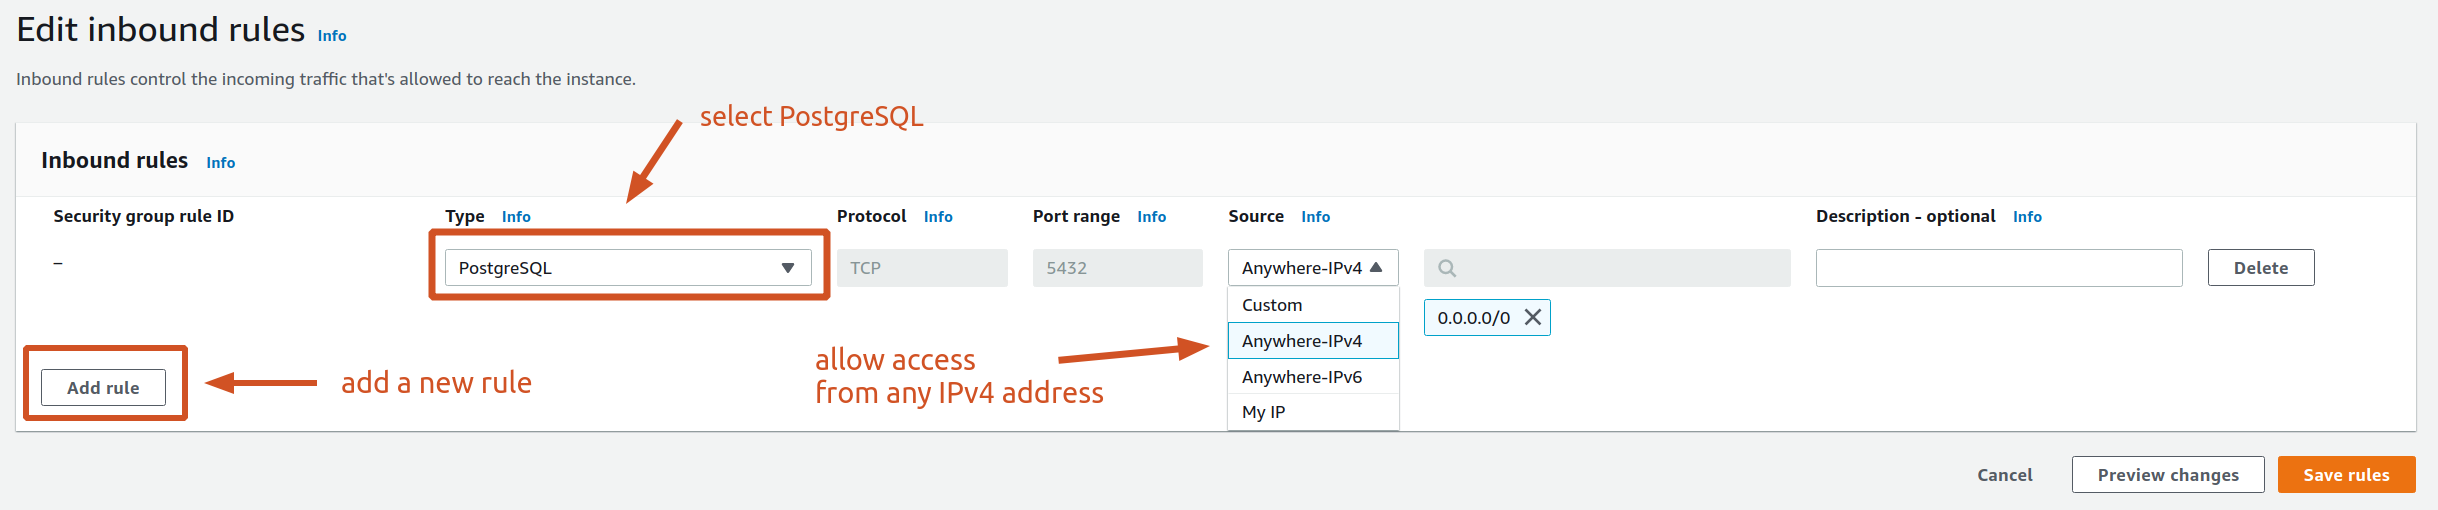 Edit inbound rules Info
Inbound rules control the incoming traffic that's allowed to reach the instance.
select PostgreSQL
Inbound rules Info
Security group rule ID Type Info Protocol Info Port range Info Source Info Description - optional Info
– PostgreSQL TCP 5432 Anywhere-IPv4 Delete
Custom
0.0.0.0/0
Anywhere-IPv4
allow access
from any IPv4 address
Anywhere-IPv6
My IP
Add rule
add a new rule
Cancel Preview changes Save rules